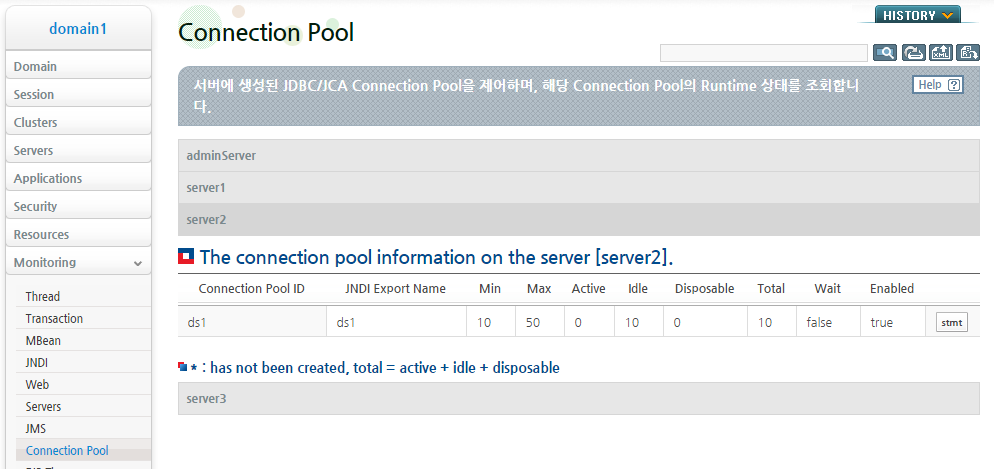 domain1
Domain
Session
Clusters
Servers
Applications
Security
Resources
Monitoring
Thread
Transaction
MBean
JNDI
Web
Servers
JMS
Connection Pool
Connection Pool
HISTORY
서버에 생성된 JDBC/JCA Connection Pool을 제어하며, 해당 Connection Pool의 Runtime 상태를 조회합니
다.
Help
adminServer
server1
server2
The connection pool information on the server [server2].
Connection Pool ID JNDI Export Name Min Max Active Idle Disposable Total Wait Enabled
ds1 ds1 10 50 0 10 0 10 false true stmt
* : has not been created, total = active + idle + disposable
server3